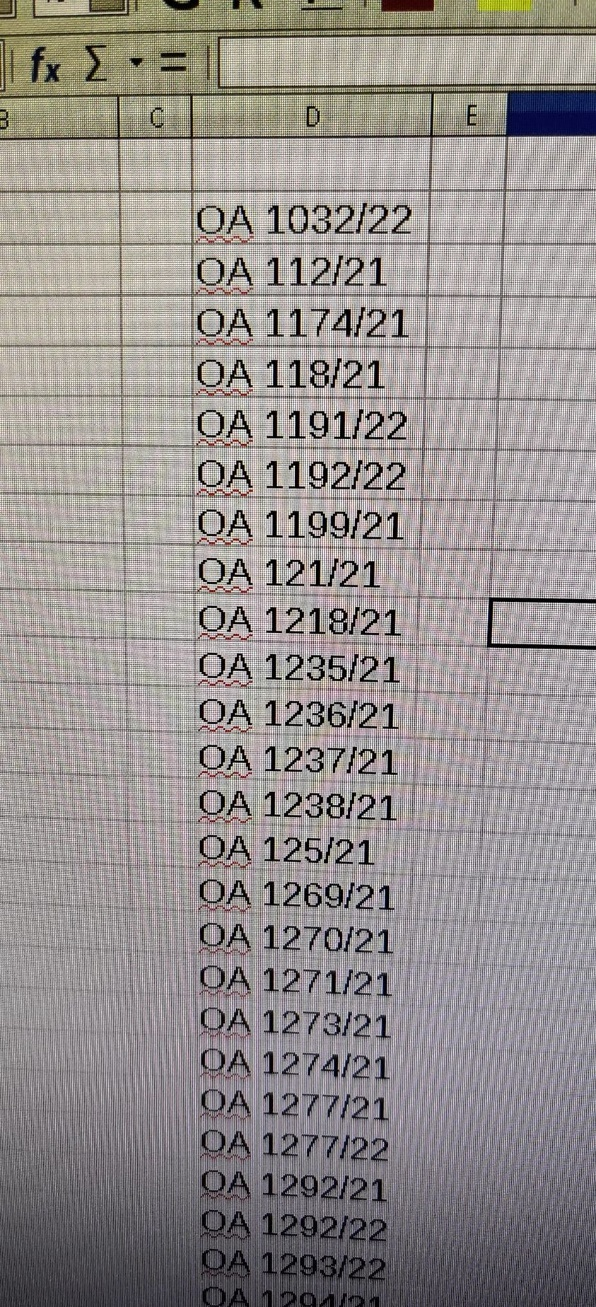 fx Σ =
B C D E
OA 1032/22
OA 112/21
OA 1174/21
OA 118/21
OA 1191/22
OA 1192/22
OA 1199/21
OA 121/21
OA 1218/21
OA 1235/21
OA 1236/21
OA 1237/21
OA 1238/21
OA 125/21
OA 1269/21
OA 1270/21
OA 1271/21
OA 1273/21
OA 1274/21
OA 1277/21
OA 1277/22
OA 1292/21
OA 1292/22
OA 1293/22
OA 1294/21